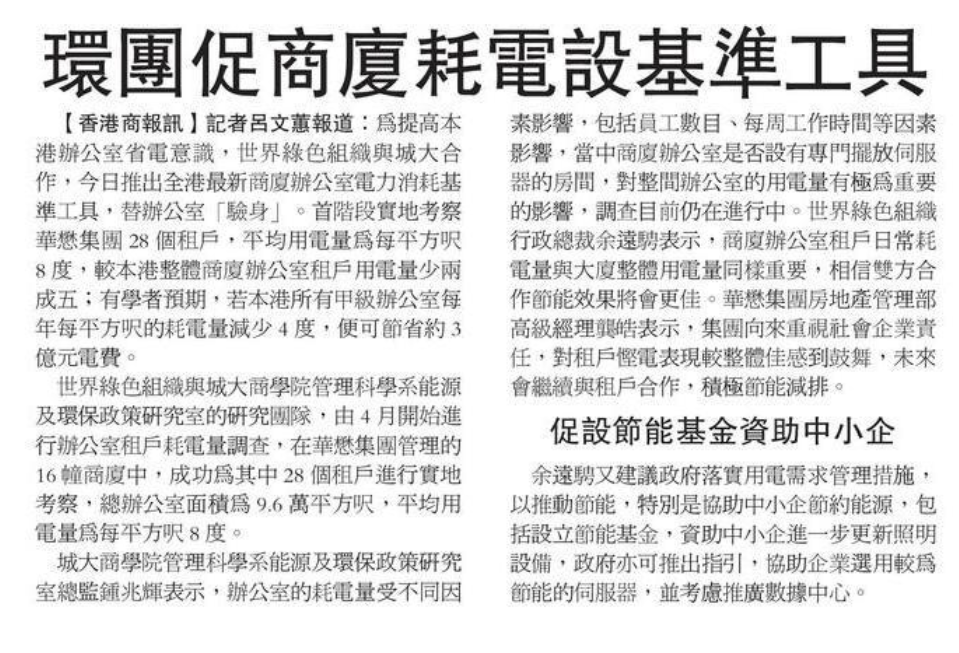 環團促商廈耗電設基準工具
【香港商報訊】記者呂文蕙報道：爲提高本
港辦公室省電意識，世界綠色組織與城大合
作，今日推出全港最新商廈辦公室電力消耗基
準工具，替辦公室「驗身」。首階段實地考察
華懋集團 28 個租戶，平均用電量爲每平方呎
8 度，較本港整體商廈辦公室租戶用電量少兩
成五；有學者預期，若本港所有甲級辦公室每
年每平方呎的耗電量減少 4 度，便可節省約 3
億元電費。
世界綠色組織與城大商學院管理科學系能源
及環保政策研究室的研究團隊，由 4 月開始進
行辦公室租戶耗電量調查，在華懋集團管理的
16 幢商廈中，成功爲其中 28 個租戶進行實地
考察，總辦公室面積爲 9.6 萬平方呎，平均用
電量爲每平方呎 8 度。
城大商學院管理科學系能源及環保政策研究
室總監鍾兆輝表示，辦公室的耗電量受不同因
素影響，包括員工數目、每周工作時間等因素
影響，當中商廈辦公室是否設有專門擺放伺服
器的房間，對整間辦公室的用電量有極爲重要
的影響，調查目前仍在進行中。世界綠色組織
行政總裁余遠騁表示，商廈辦公室租戶日常耗
電量與大廈整體用電量同樣重要，相信雙方合
作節能效果將會更佳。華懋集團房地產管理部
高級經理龔皓表示，集團向來重視社會企業責
任，對租戶慳電表現較整體佳感到鼓舞，未來
會繼續與租戶合作，積極節能減排。
促設節能基金資助中小企
余遠騁又建議政府落實用電需求管理措施，
以推動節能，特別是協助中小企節約能源，包
括設立節能基金，資助中小企進一步更新照明
設備，政府亦可推出指引，協助企業選用較爲
節能的伺服器，並考慮推廣數據中心。